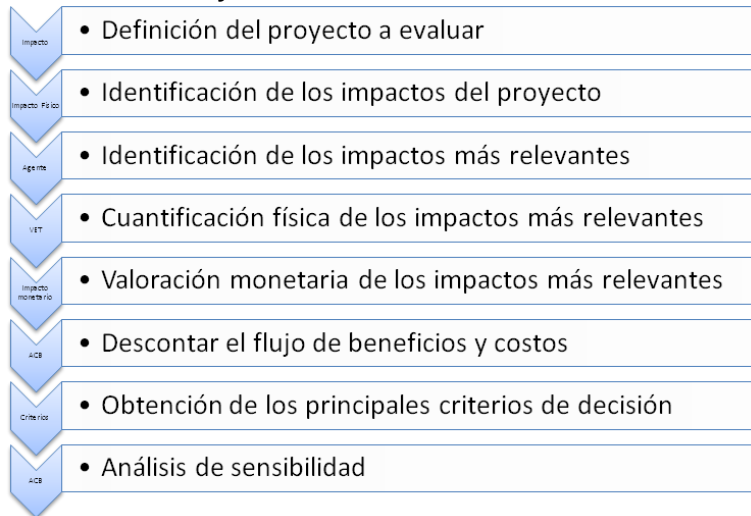 Impacto
• Definición del proyecto a evaluar
Impacto Físico
• Identificación de los impactos del proyecto
Agente
• Identificación de los impactos más relevantes
VET
• Cuantificación física de los impactos más relevantes
Impacto
monetario
• Valoración monetaria de los impactos más relevantes
ACB
• Descontar el flujo de beneficios y costos
Criterios
• Obtención de los principales criterios de decisión
ACB
• Análisis de sensibilidad